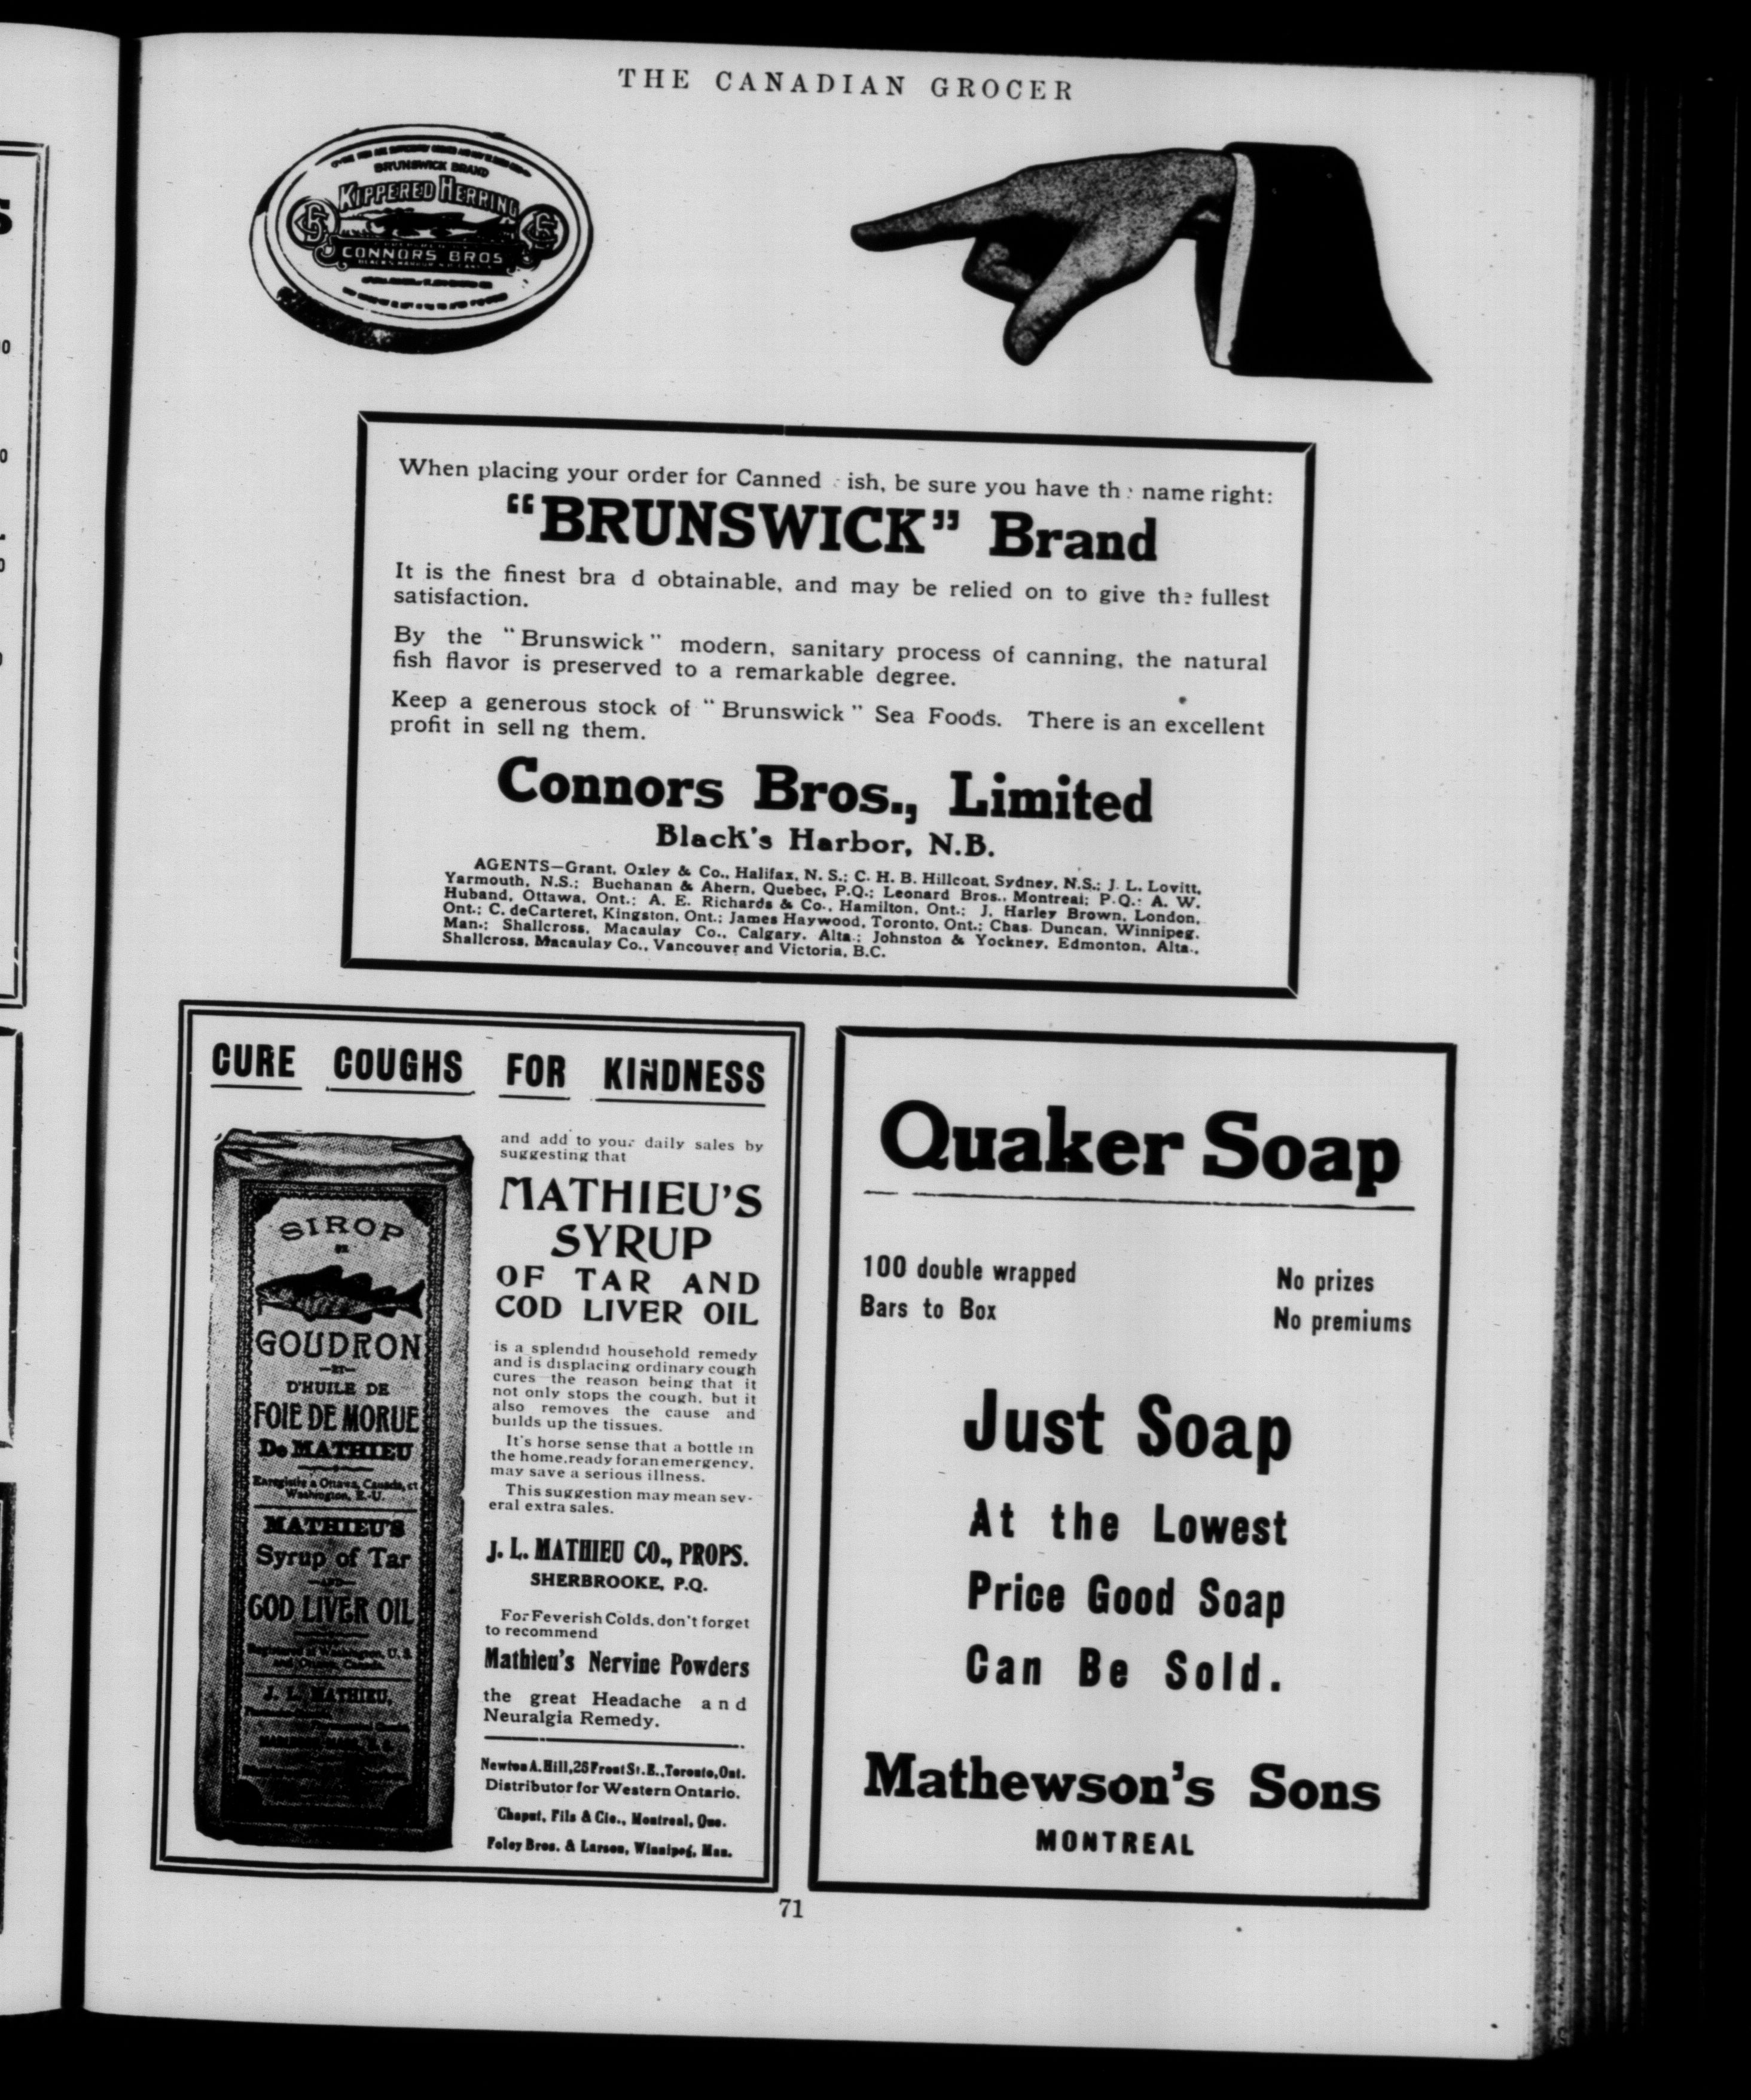 THE CANADIAN GROCER
BRUNSWICK BRAND
KIPPERED HERRING
CONNORS BROS
When placing your order for Canned ish, be sure you have th name right:
"BRUNSWICK" Brand
It is the finest bra d obtainable, and may be relied on to give the fullest
satisfaction.
By the "Brunswick" modern, sanitary process of canning, the natural
fish flavor is preserved to a remarkable degree.
Keep a generous stock of "Brunswick" Sea Foods. There is an excellent
profit in sell ng them.
Connors Bros., Limited
Black's Harbor, N.B.
AGENTS—Grant, Oxley & Co., Halifax, N. S.; C. H. B. Hillcoat, Sydney, N.S.; J. L. Lovitt,
Yarmouth, N.S.; Buchanan & Ahern, Quebec, P.Q.; Leonard Bros., Montreal; P.Q.; A. W.
Huband, Ottawa, Ont.; A. E. Richards & Co., Hamilton, Ont.; J. Harley Brown, London,
Ont.; C. deCarteret, Kingston, Ont.; James Haywood, Toronto, Ont.; Chas. Duncan, Winnipeg,
Man.; Shallcross, Macaulay Co., Calgary, Alta.; Johnston & Yockney, Edmonton, Alta.,
Shallcross, Macaulay Co., Vancouver and Victoria, B.C.
CURE COUGHS FOR KINDNESS
and add to your daily sales by
suggesting that
MATHIEU'S
SYRUP
OF TAR AND
COD LIVER OIL
is a splendid household remedy
and is displacing ordinary cough
cures the reason being that it
not only stops the cough, but it
also removes the cause and
builds up the tissues.
It's horse sense that a bottle in
the home, ready for an emergency,
may save a serious illness.
This suggestion may mean sev-
eral extra sales.
J. L. MATHIEU CO., PROPS.
SHERBROOKE, P.Q.
For Feverish Colds, don't forget
to recommend
Mathieu's Nervine Powders
the great Headache and
Neuralgia Remedy.
Newton A. Hill, 25 Front St. E., Toronto, Ont.
Distributor for Western Ontario.
Chaput, Fils & Cie., Montreal, Que.
Foley Bros. & Larson, Winnipeg, Man.
SIROP
DE
GOUDRON
—ET—
D'HUILE DE
FOIE DE MORUE
De MATHIEU
Enregistre a Ottawa, Canada, et
Washington, E.-U.
MATHIEU'S
Syrup of Tar
—AND—
COD LIVER OIL
J. L. MATHIEU,
Quaker Soap
100 double wrapped
Bars to Box
No prizes
No premiums
Just Soap
At the Lowest
Price Good Soap
Can Be Sold.
Mathewson's Sons
MONTREAL
71